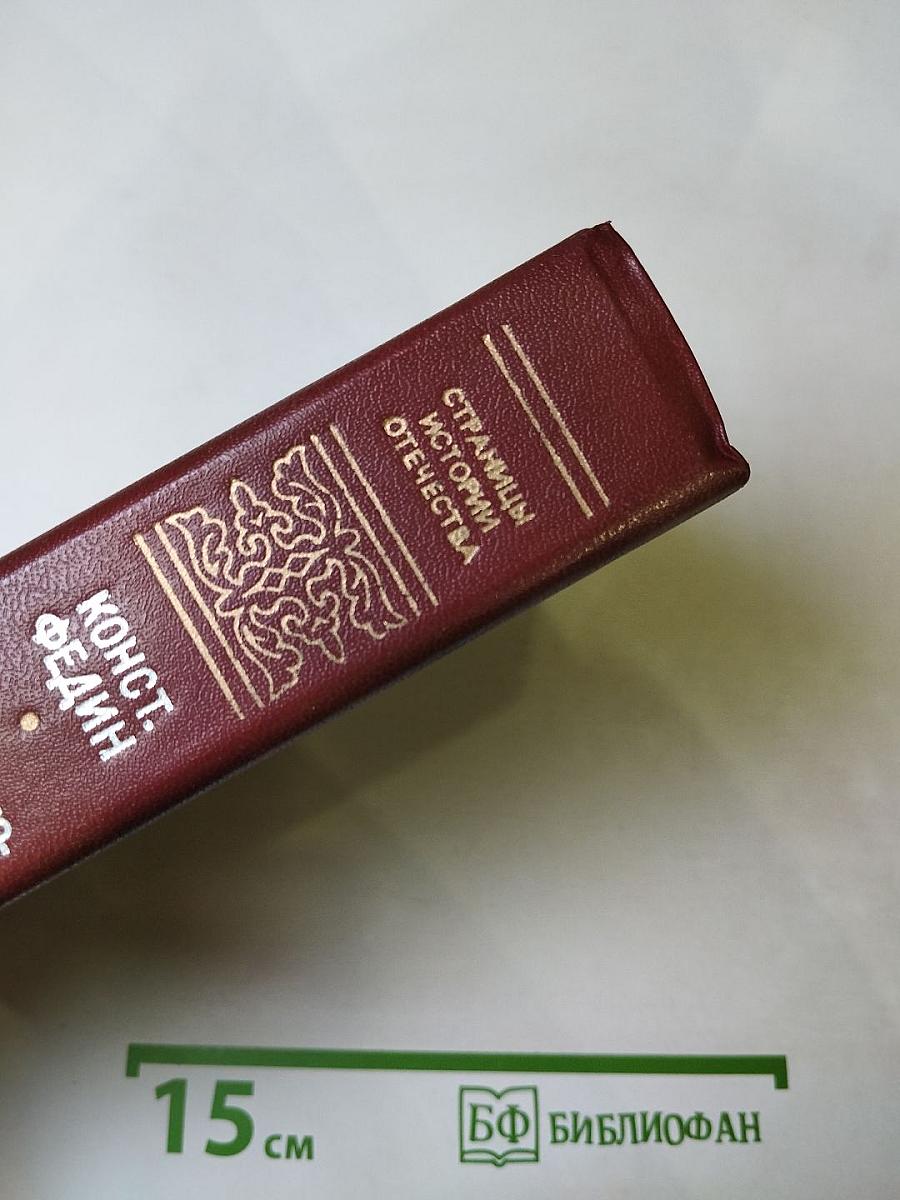 СТРАНИЦЫ
ИСТОРИИ
ОТЕЧЕСТВА
КОНСТ.
ФЕДИН
15 см
БФ БИБЛИОФАН